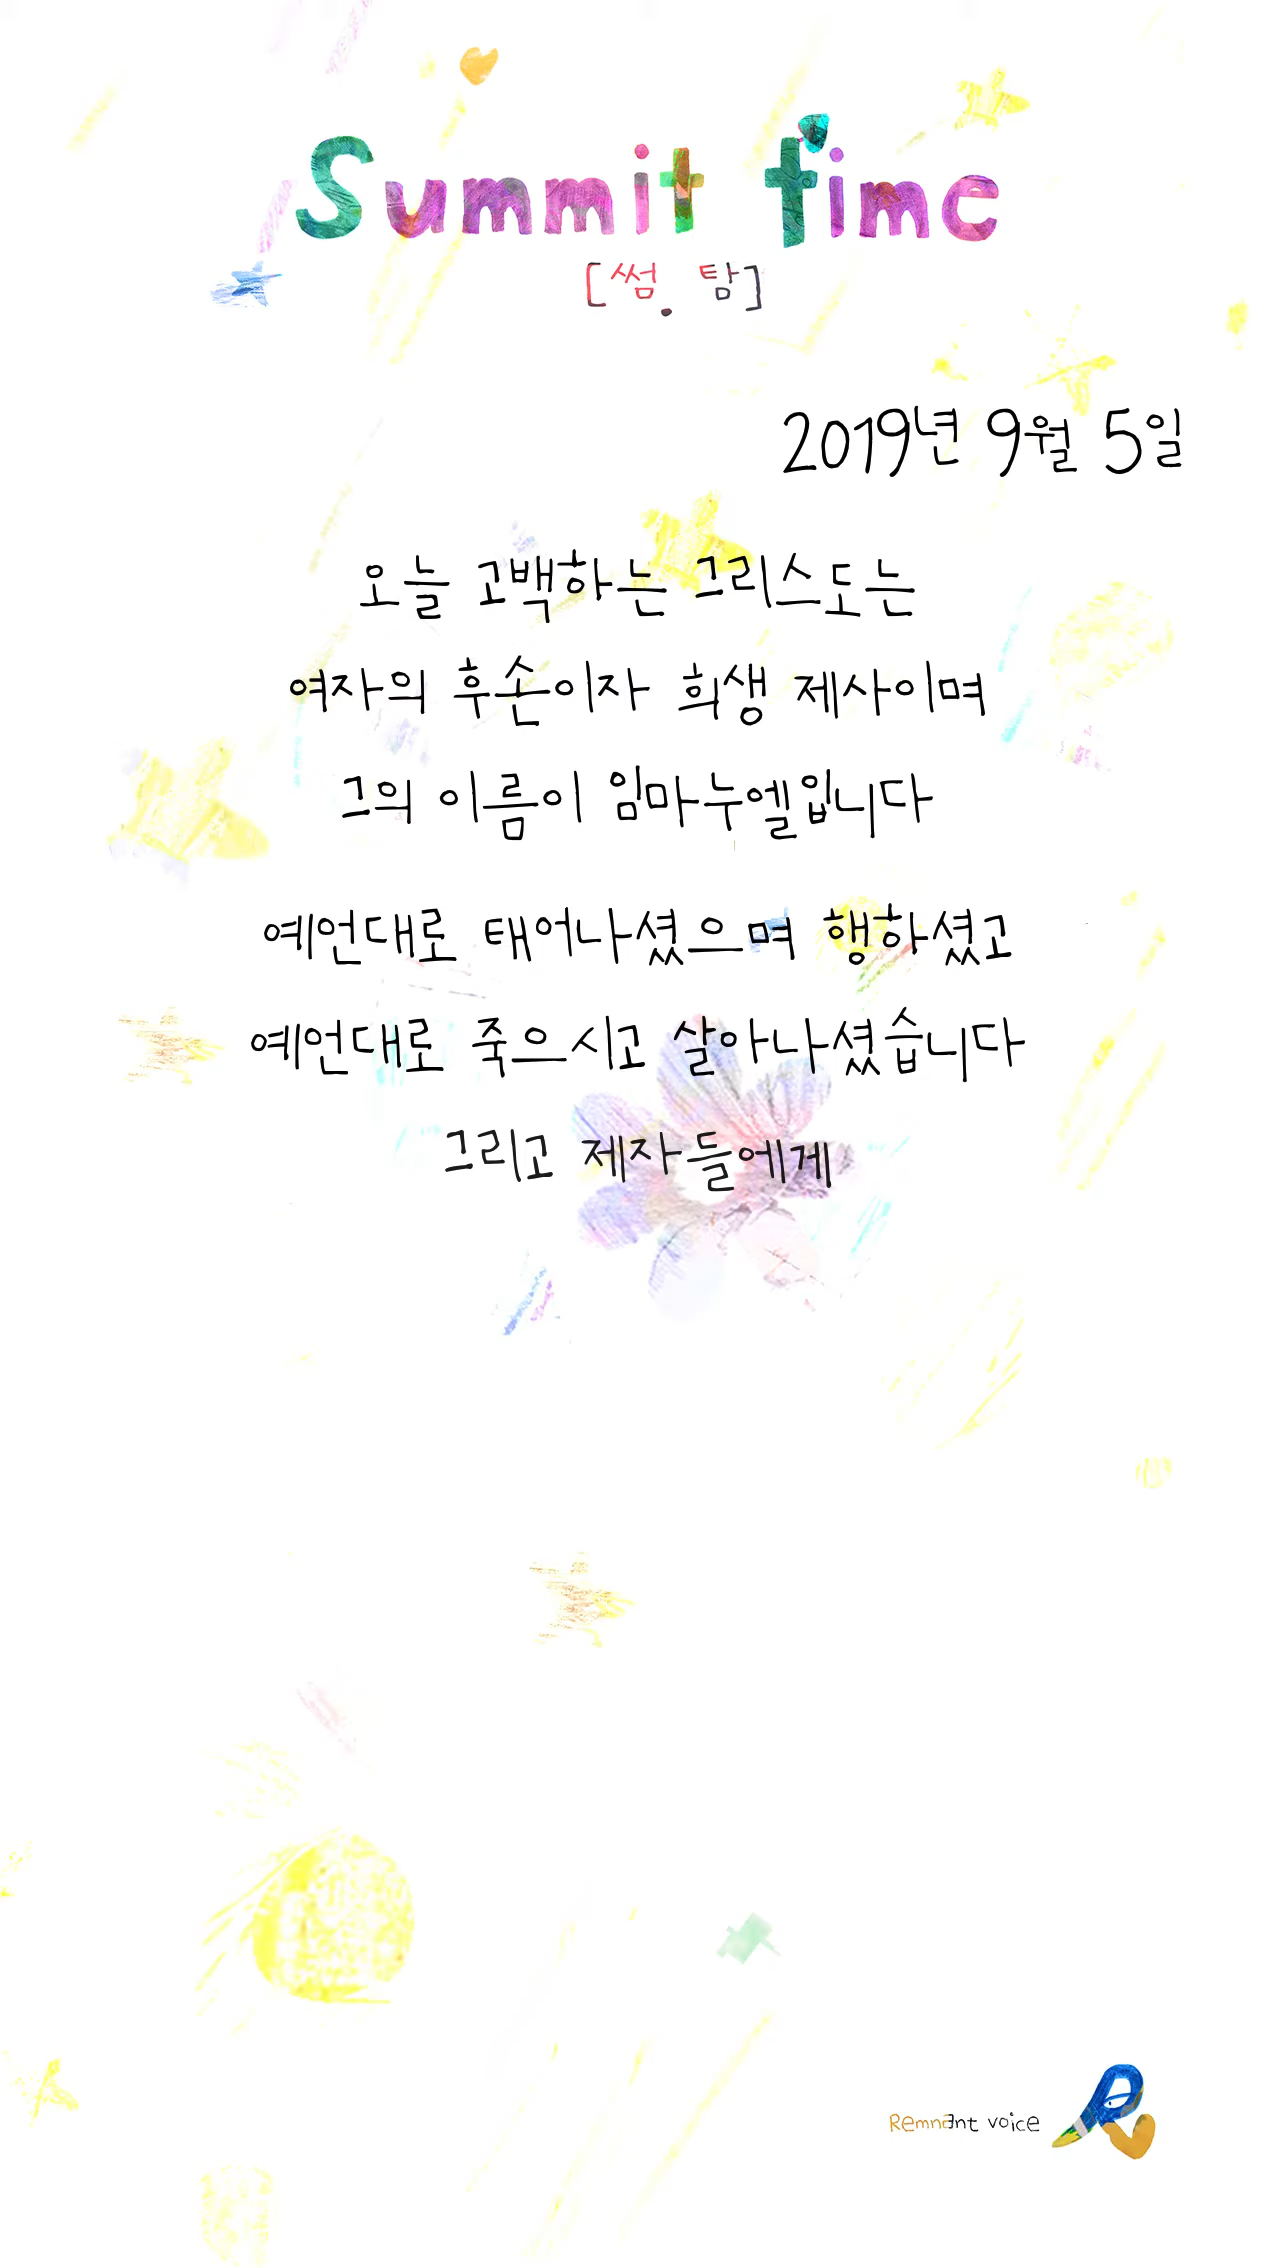 Summit time
[썸. 탐]
2019년 9월 5일
오늘 고백하는 그리스도는
여자의 후손이자 희생 제사이며
그의 이름이 임마누엘입니다
예언대로 태어나셨으며 행하셨고
예언대로 죽으시고 살아나셨습니다
그리고 제자들에게
Remnant voice